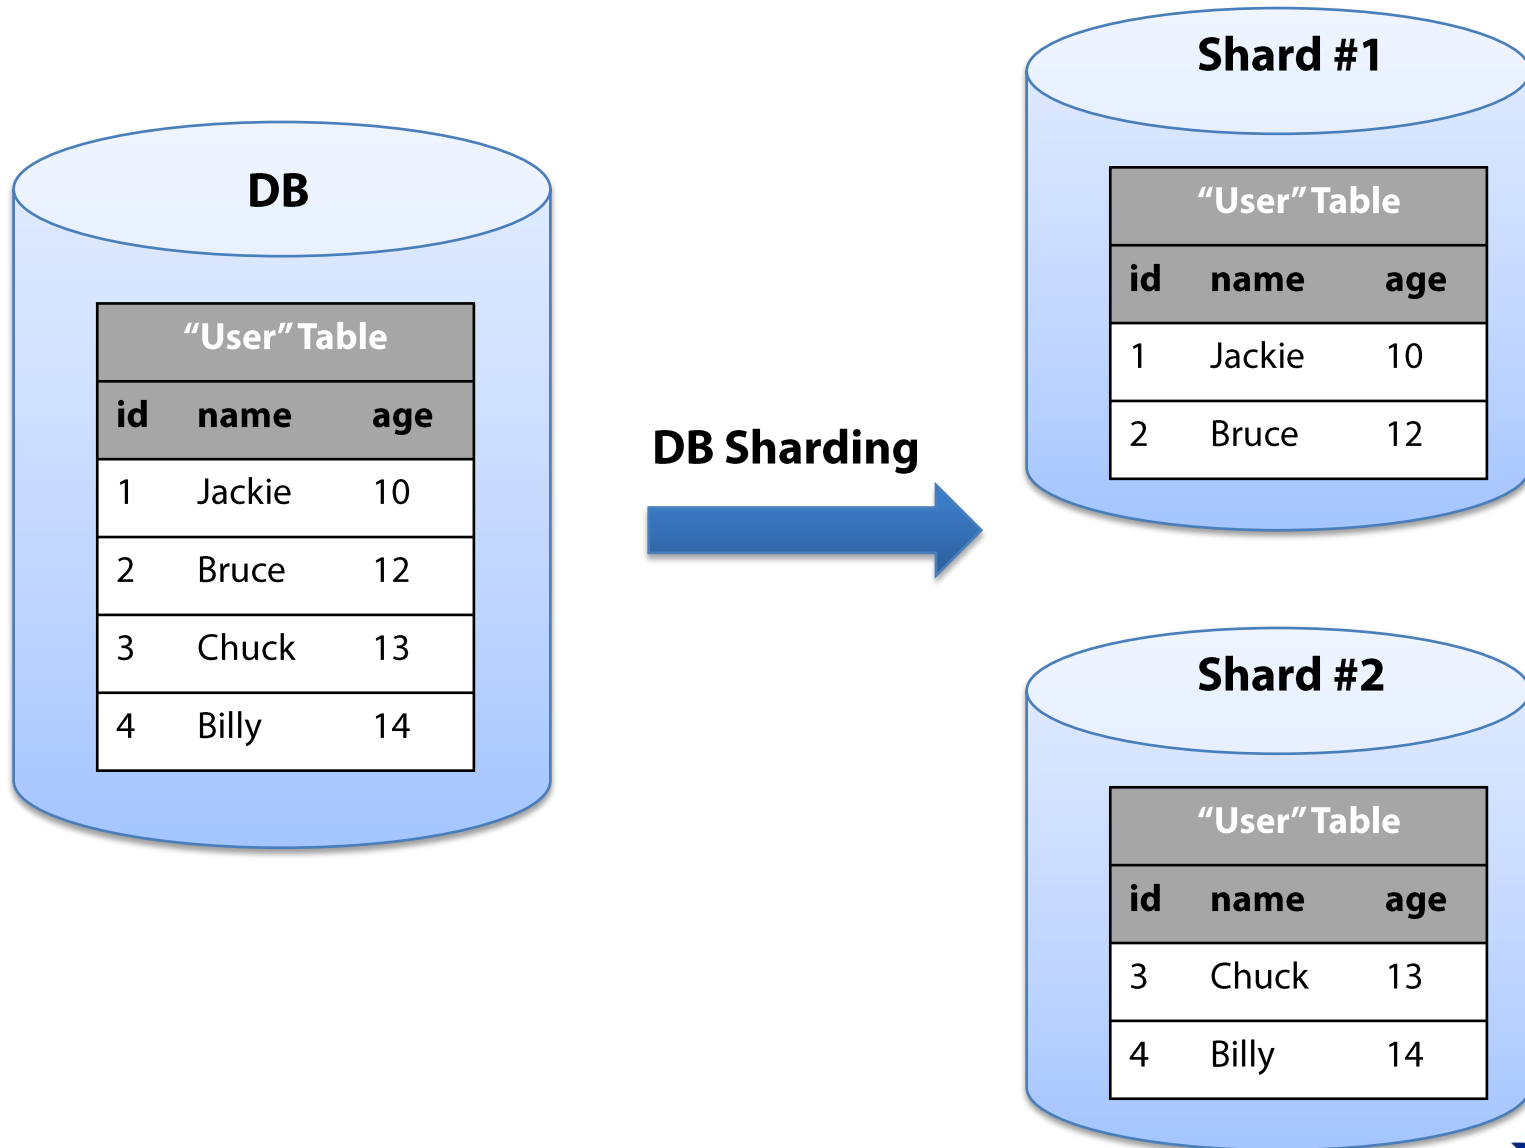 DB
“User” Table
id name age
1 Jackie 10
2 Bruce 12
3 Chuck 13
4 Billy 14
DB Sharding
Shard #1
“User” Table
id name age
1 Jackie 10
2 Bruce 12
Shard #2
“User” Table
id name age
3 Chuck 13
4 Billy 14